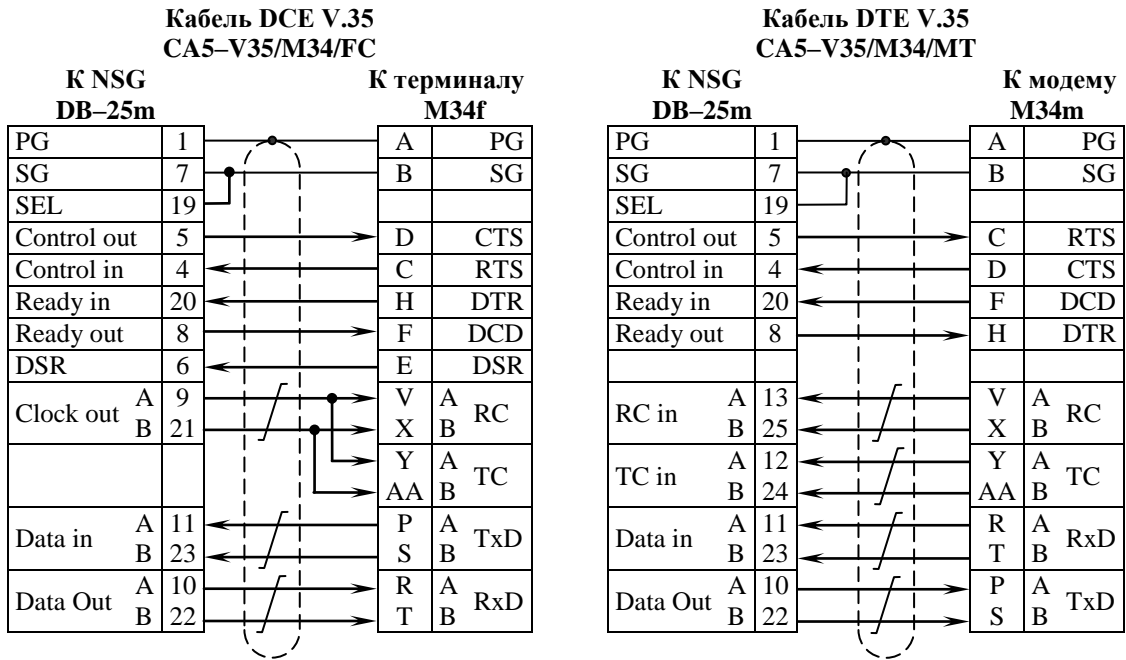 Кабель DCE V.35
CA5–V35/M34/FC
К NSG
DB–25m
К терминалу
M34f
PG 1 A PG
SG 7 B SG
SEL 19
Control out 5 D CTS
Control in 4 C RTS
Ready in 20 H DTR
Ready out 8 F DCD
DSR 6 E DSR
Clock out A 9 V A RC
B 21 X B
Y A TC
AA B
Data in A 11 P A TxD
B 23 S B
Data Out A 10 R A RxD
B 22 T B
Кабель DTE V.35
CA5–V35/M34/MT
К NSG
DB–25m
К модему
M34m
PG 1 A PG
SG 7 B SG
SEL 19
Control out 5 C RTS
Control in 4 D CTS
Ready in 20 F DCD
Ready out 8 H DTR
RC in A 13 V A RC
B 25 X B
TC in A 12 Y A TC
B 24 AA B
Data in A 11 R A RxD
B 23 T B
Data Out A 10 P A TxD
B 22 S B